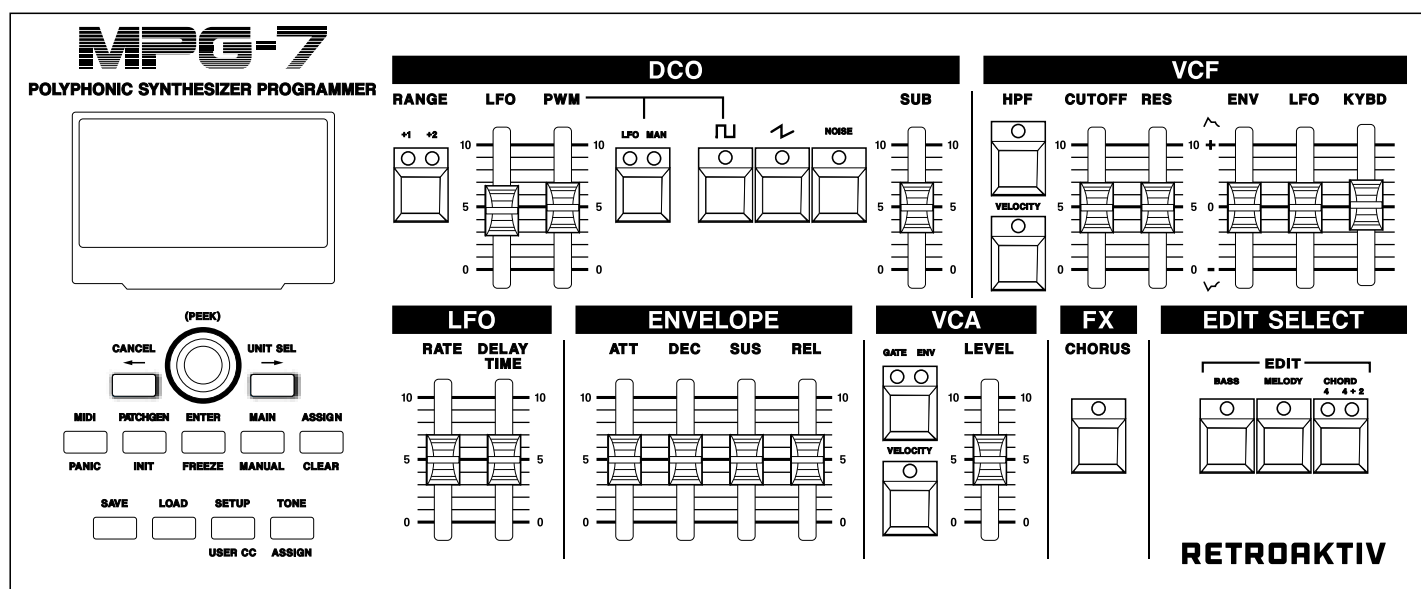 MPG-7
POLYPHONIC SYNTHESIZER PROGRAMMER
(PEEK)
CANCEL UNIT SEL
MIDI PATCHGEN ENTER MAIN ASSIGN
PANIC INIT FREEZE MANUAL CLEAR
SAVE LOAD SETUP TONE
USER CC ASSIGN
DCO
RANGE LFO PWM SUB
+1 +2 LFO MAN NOISE
10 10 10 10
5 5 5 5
0 0 0 0
VCF
HPF CUTOFF RES ENV LFO KYBD
10 10 + 10
VELOCITY 5 5 0 5
0 0 - 0
LFO
RATE DELAY
TIME
10 10
5 5
0 0
ENVELOPE
ATT DEC SUS REL
10 10
5 5
0 0
VCA
GATE ENV LEVEL
10 10
VELOCITY 5 5
0 0
FX
CHORUS
EDIT SELECT
EDIT
BASS MELODY CHORD
4 4 + 2
RETROAKTIV